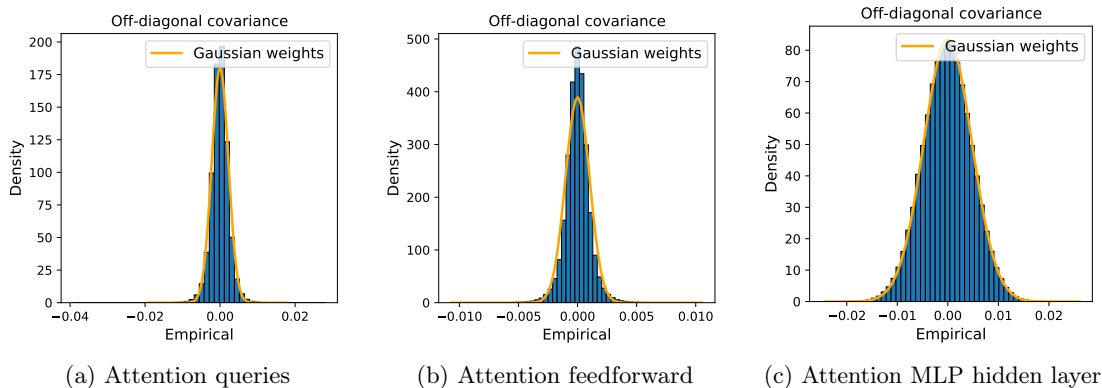 Off-diagonal covariance
Gaussian weights
200
175
150
125
100
75
50
25
0
Density
−0.04 −0.02 0.00 0.02
Empirical
(a) Attention queries
Off-diagonal covariance
Gaussian weights
500
400
300
200
100
0
Density
−0.010 −0.005 0.000 0.005 0.010
Empirical
(b) Attention feedforward
Off-diagonal covariance
Gaussian weights
80
70
60
50
40
30
20
10
0
Density
−0.02 −0.01 0.00 0.01 0.02
Empirical
(c) Attention MLP hidden layer